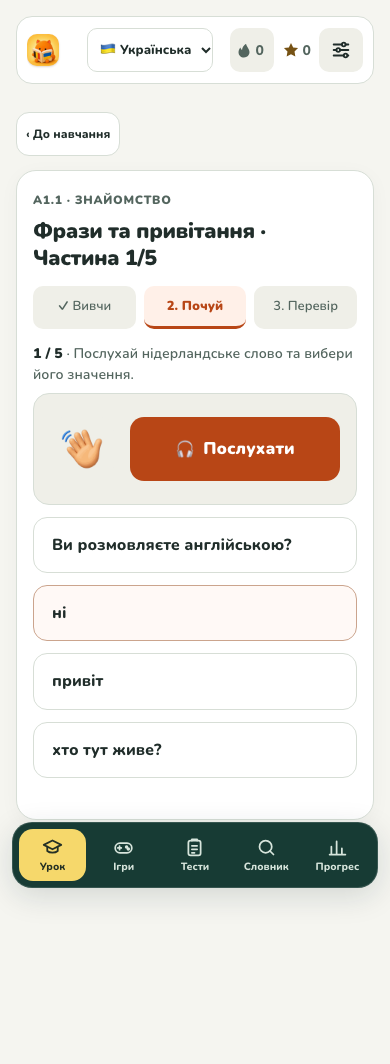 Українська
0
0
‹ До навчання
А1.1 · ЗНАЙОМСТВО
Фрази та привітання ·
Частина 1/5
✓ Вивчи
2. Почуй
3. Перевір
1 / 5 · Послухай нідерландське слово та вибери
його значення.
Послухати
Ви розмовляєте англійською?
ні
привіт
хто тут живе?
Урок
Ігри
Тести
Словник
Прогрес